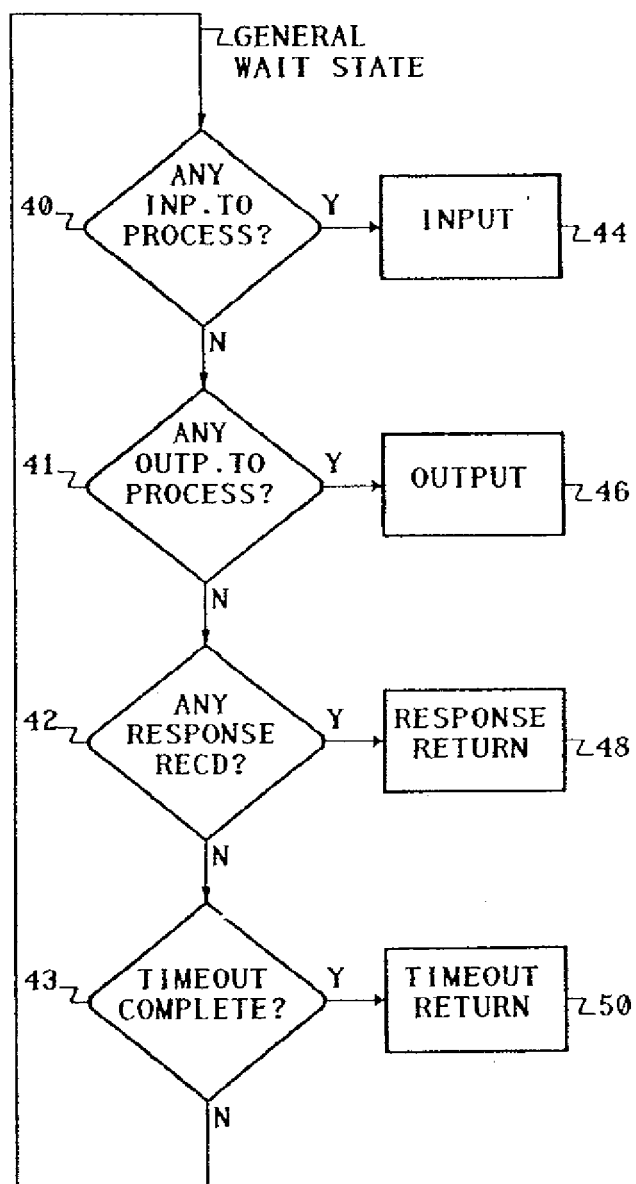 GENERAL
WAIT STATE
40
ANY
INP.TO
PROCESS?
Y
INPUT
44
N
41
ANY
OUTP.TO
PROCESS?
Y
OUTPUT
46
N
42
ANY
RESPONSE
RECD?
Y
RESPONSE
RETURN
48
N
43
TIMEOUT
COMPLETE?
Y
TIMEOUT
RETURN
50
N